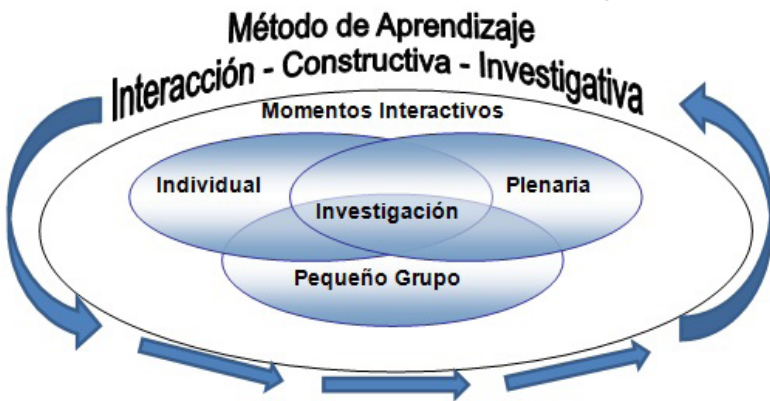 Método de Aprendizaje
Interacción - Constructiva - Investigativa
Momentos Interactivos
Individual
Plenaria
Investigación
Pequeño Grupo